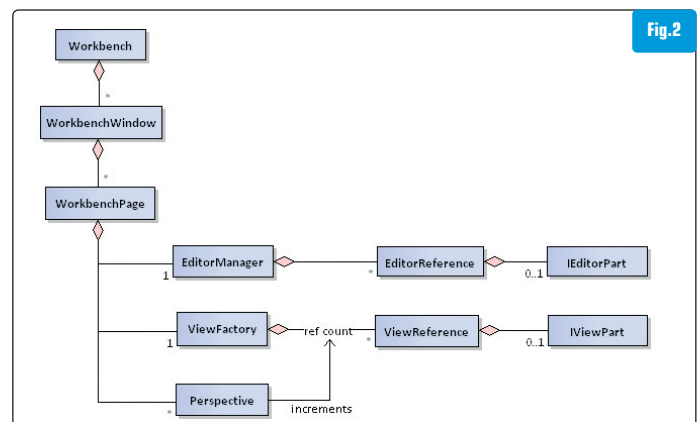 Fig.2
Workbench
*
WorkbenchWindow
*
WorkbenchPage
EditorManager
1
EditorReference
*
IEditorPart
0..1
ViewFactory
1
ref count
ViewReference
*
IViewPart
0..1
Perspective
*
increments